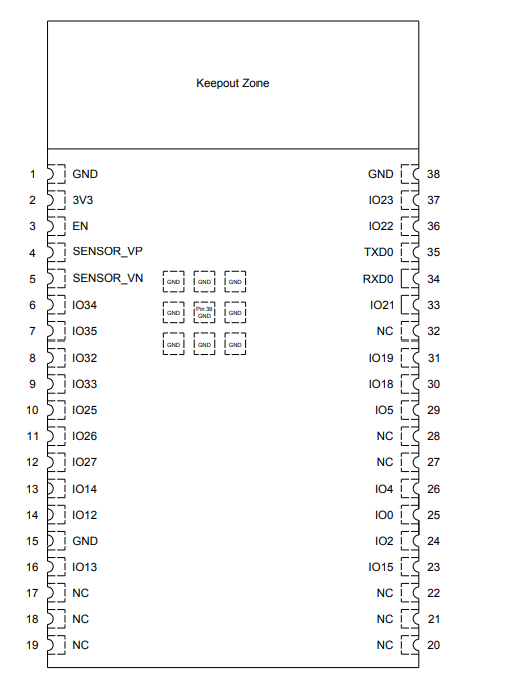 Keepout Zone
1 GND GND 38
2 3V3 IO23 37
3 EN IO22 36
4 SENSOR_VP TXD0 35
5 SENSOR_VN GND GND GND RXD0 34
6 IO34 IO21 33
Pin 39
GND GND GND
7 IO35 NC 32
GND GND GND
8 IO32 IO19 31
9 IO33 IO18 30
10 IO25 IO5 29
11 IO26 NC 28
12 IO27 NC 27
13 IO14 IO4 26
14 IO12 IO0 25
15 GND IO2 24
16 IO13 IO15 23
17 NC NC 22
18 NC NC 21
19 NC NC 20